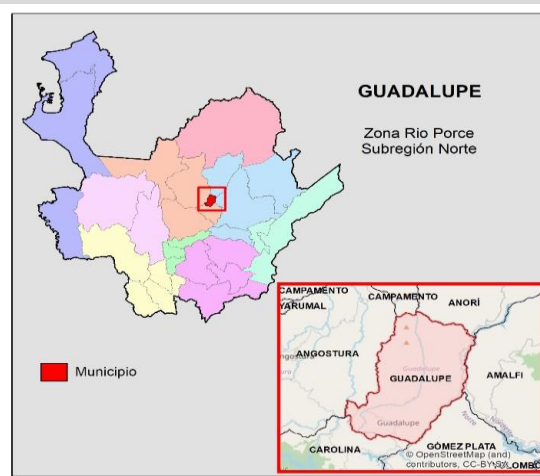 GUADALUPE
Zona Rio Porce
Subregión Norte
Municipio
CAMPAMENTO
YARUMAL
CAMPAMENTO
ANORÍ
ANGOSTURA
GUADALUPE
AMALFI
Guadalupe
CAROLINA
GÓMEZ PLATA
© OpenStreetMap (and)
contributors, CC-BY-SA